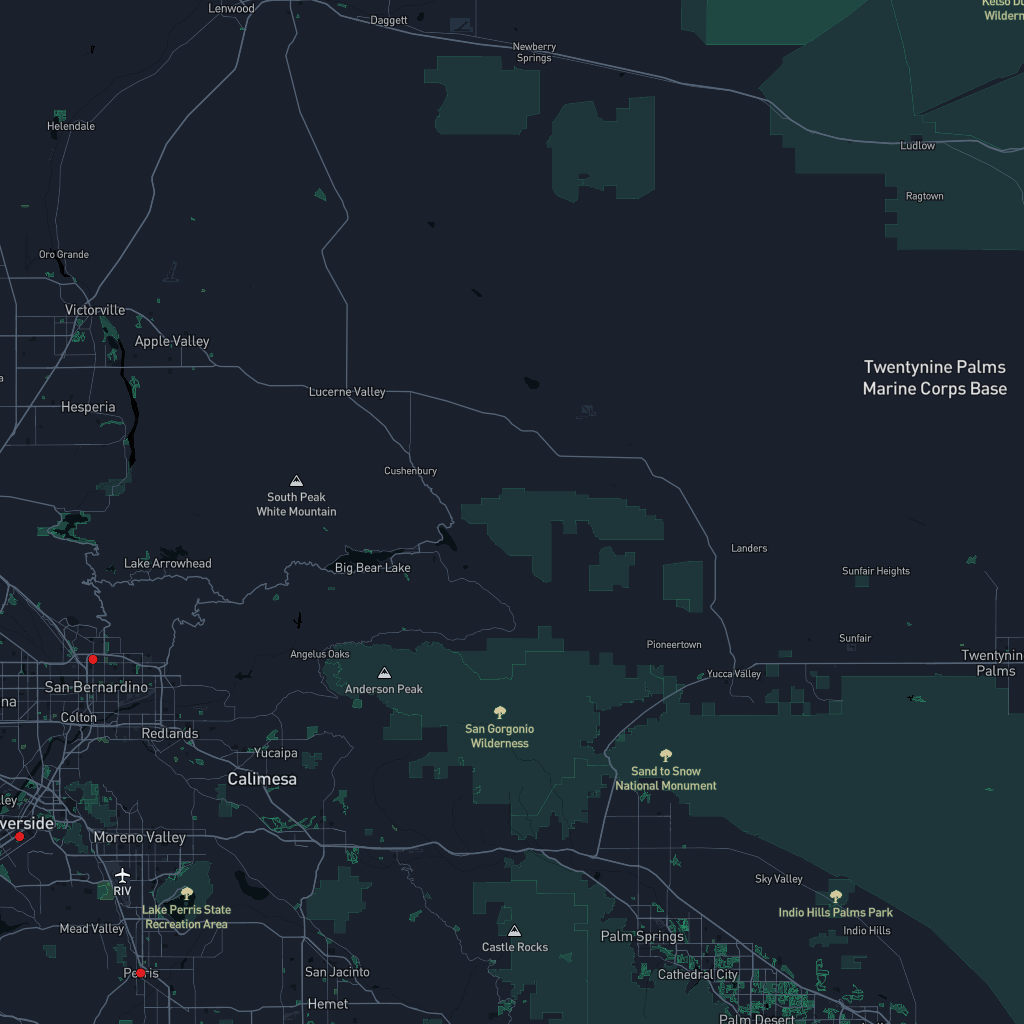 Lenwood
Daggett
Kelso Du
Wildern
Newberry
Springs
Helendale
Ludlow
Ragtown
Oro Grande
Victorville
Apple Valley
Twentynine Palms
Marine Corps Base
a
Lucerne Valley
Hesperia
Cushenbury
South Peak
White Mountain
Landers
Lake Arrowhead
Big Bear Lake
Sunfair Heights
Sunfair
Pioneertown
Angelus Oaks
Twentynin
Palms
Yucca Valley
San Bernardino
Anderson Peak
na
Colton
San Gorgonio
Wilderness
Redlands
Yucaipa
Sand to Snow
National Monument
Calimesa
lley
verside
Moreno Valley
RIV
Sky Valley
Lake Perris State
Recreation Area
Indio Hills Palms Park
Mead Valley
Indio Hills
Palm Springs
Castle Rocks
Perris
San Jacinto
Cathedral City
Hemet
Palm Desert